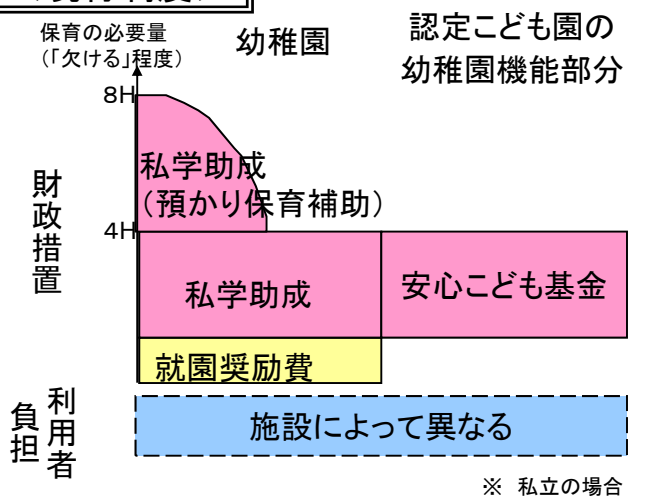 保育の必要量
(「欠ける」程度)
幼稚園
認定こども園の
幼稚園機能部分
8H
私学助成
(預かり保育補助)
4H
財政措置
私学助成
安心こども基金
就園奨励費
利用者
負担
施設によって異なる
※ 私立の場合